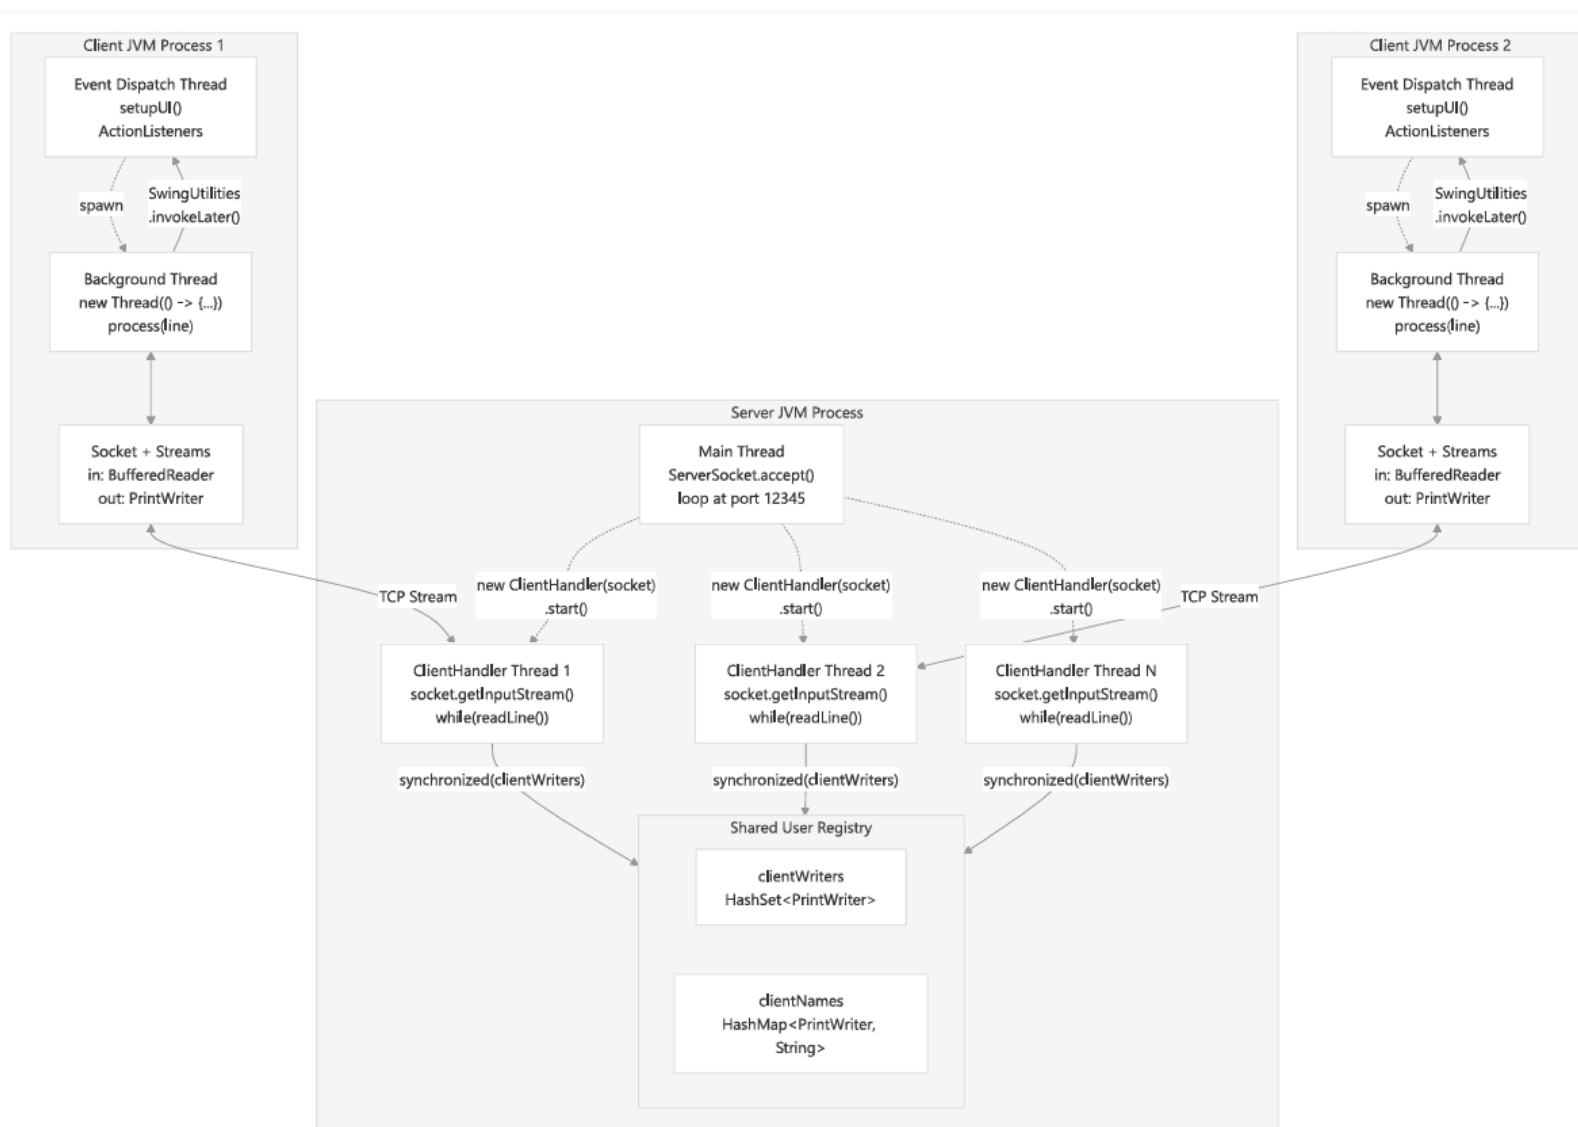 Client JVM Process 1
Event Dispatch Thread
setupUI()
ActionListeners
spawn
SwingUtilities
.invokeLater()
Background Thread
new Thread(() -> {...})
process(line)
Socket + Streams
in: BufferedReader
out: PrintWriter
TCP Stream
Client JVM Process 2
Event Dispatch Thread
setupUI()
ActionListeners
spawn
SwingUtilities
.invokeLater()
Background Thread
new Thread(() -> {...})
process(line)
Socket + Streams
in: BufferedReader
out: PrintWriter
TCP Stream
Server JVM Process
Main Thread
ServerSocket.accept()
loop at port 12345
new ClientHandler(socket)
.start()
new ClientHandler(socket)
.start()
new ClientHandler(socket)
.start()
ClientHandler Thread 1
socket.getInputStream()
while(readLine())
ClientHandler Thread 2
socket.getInputStream()
while(readLine())
ClientHandler Thread N
socket.getInputStream()
while(readLine())
synchronized(clientWriters)
synchronized(clientWriters)
synchronized(clientWriters)
Shared User Registry
clientWriters
HashSet<PrintWriter>
clientNames
HashMap<PrintWriter,
String>